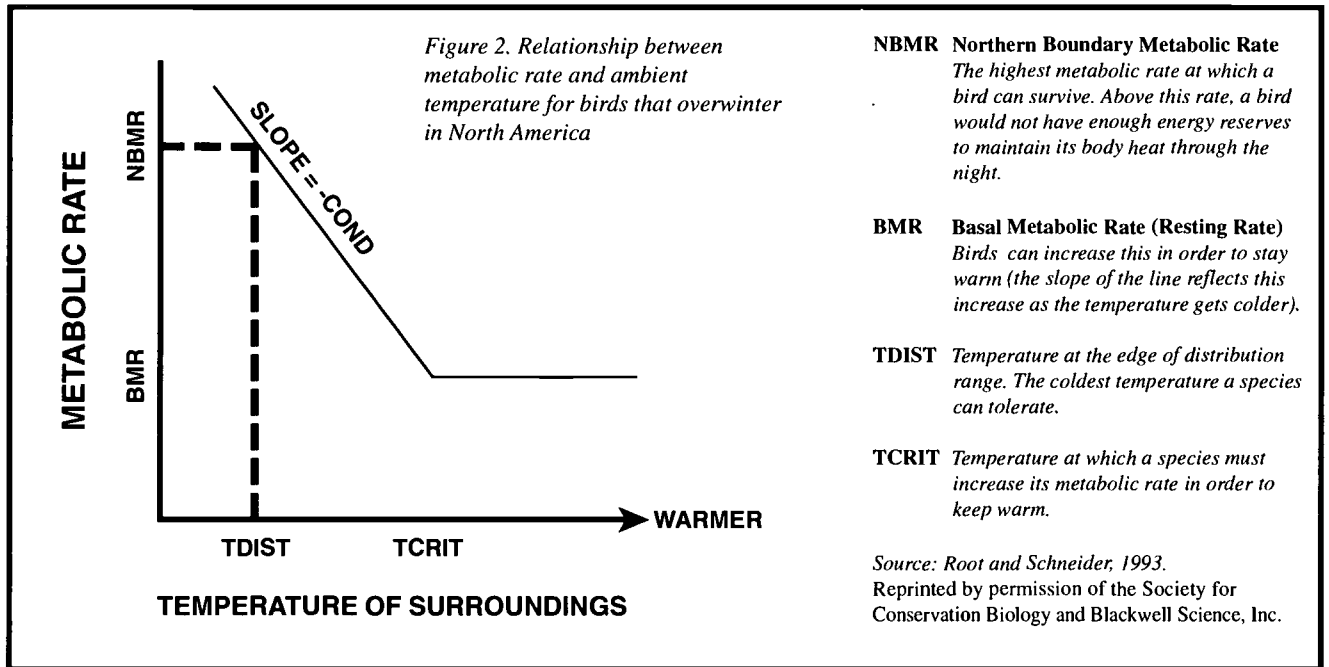 Figure 2. Relationship between
metabolic rate and ambient
temperature for birds that overwinter
in North America
METABOLIC RATE
NBMR
BMR
SLOPE = -COND
TDIST
TCRIT
WARMER
TEMPERATURE OF SURROUNDINGS
NBMR Northern Boundary Metabolic Rate
The highest metabolic rate at which a
bird can survive. Above this rate, a bird
would not have enough energy reserves
to maintain its body heat through the
night.
BMR Basal Metabolic Rate (Resting Rate)
Birds can increase this in order to stay
warm (the slope of the line reflects this
increase as the temperature gets colder).
TDIST Temperature at the edge of distribution
range. The coldest temperature a species
can tolerate.
TCRIT Temperature at which a species must
increase its metabolic rate in order to
keep warm.
Source: Root and Schneider, 1993.
Reprinted by permission of the Society for
Conservation Biology and Blackwell Science, Inc.